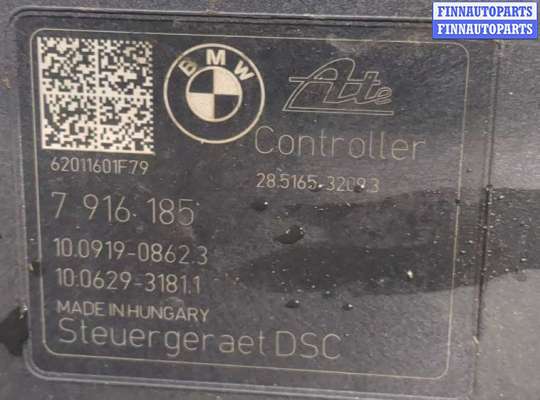 FINNAUTOPARTS
FINNAUTOPARTS
BMW
Ate
62011601F79
Controller
28.5165-3209.3
7 916 185
10.0919-0862.3
10.0629-3181.1
MADE IN HUNGARY
Steuergeraet DSC